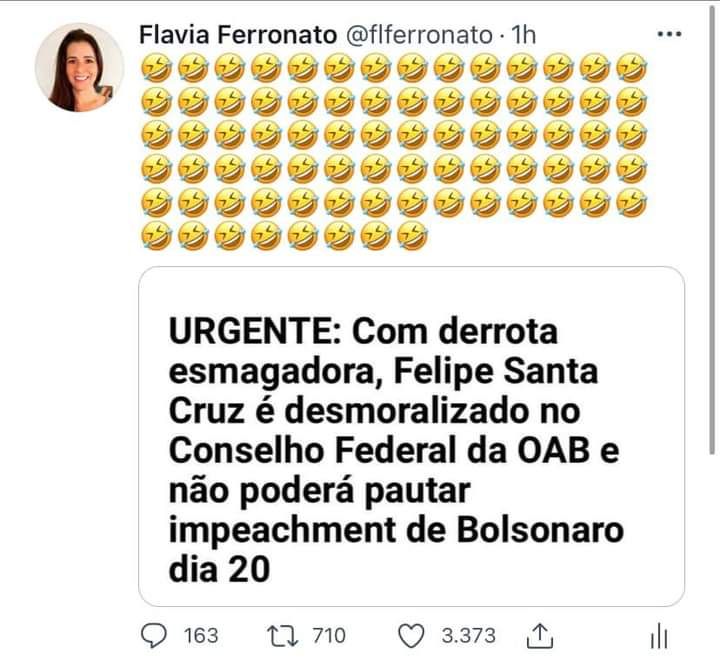 Flavia Ferronato @flferronato · 1h
🤣🤣🤣🤣🤣🤣🤣🤣🤣🤣🤣🤣🤣🤣
🤣🤣🤣🤣🤣🤣🤣🤣🤣🤣🤣🤣🤣🤣
🤣🤣🤣🤣🤣🤣🤣🤣🤣🤣🤣🤣🤣🤣
🤣🤣🤣🤣🤣🤣🤣🤣🤣🤣🤣🤣🤣🤣
🤣🤣🤣🤣🤣🤣🤣🤣🤣🤣🤣🤣🤣🤣
🤣🤣🤣🤣🤣🤣🤣🤣
URGENTE: Com derrota
esmagadora, Felipe Santa
Cruz é desmoralizado no
Conselho Federal da OAB e
não poderá pautar
impeachment de Bolsonaro
dia 20
163 710 3.373